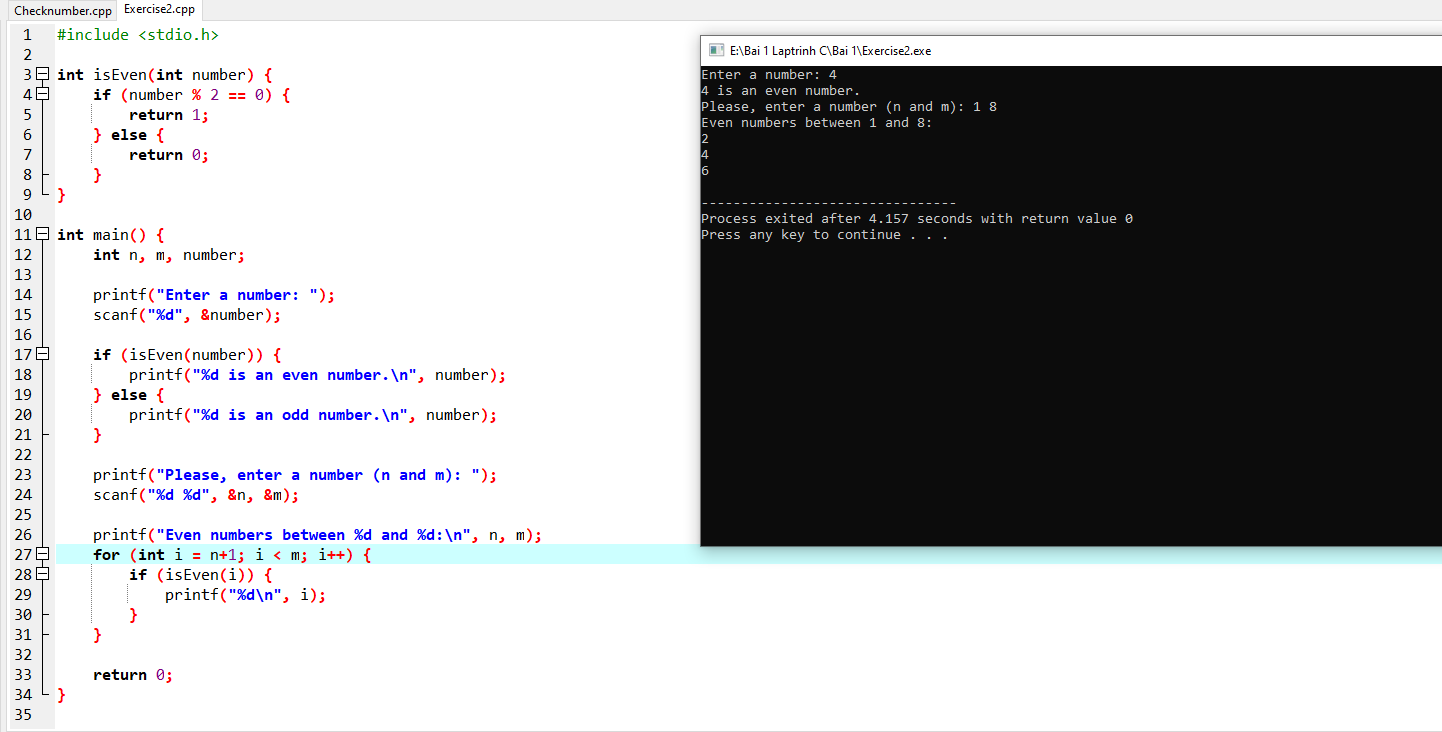 Checknumber.cpp Exercise2.cpp
1 #include <stdio.h>
2
3 int isEven(int number) {
4     if (number % 2 == 0) {
5         return 1;
6     } else {
7         return 0;
8     }
9 }
10
11 int main() {
12     int n, m, number;
13
14     printf("Enter a number: ");
15     scanf("%d", &number);
16
17     if (isEven(number)) {
18         printf("%d is an even number.\n", number);
19     } else {
20         printf("%d is an odd number.\n", number);
21     }
22
23     printf("Please, enter a number (n and m): ");
24     scanf("%d %d", &n, &m);
25
26     printf("Even numbers between %d and %d:\n", n, m);
27     for (int i = n+1; i < m; i++) {
28         if (isEven(i)) {
29             printf("%d\n", i);
30         }
31     }
32
33     return 0;
34 }
35
E:\Bai 1 Laptrinh C\Bai 1\Exercise2.exe
Enter a number: 4
4 is an even number.
Please, enter a number (n and m): 1 8
Even numbers between 1 and 8:
2
4
6
--------------------------------
Process exited after 4.157 seconds with return value 0
Press any key to continue . . .